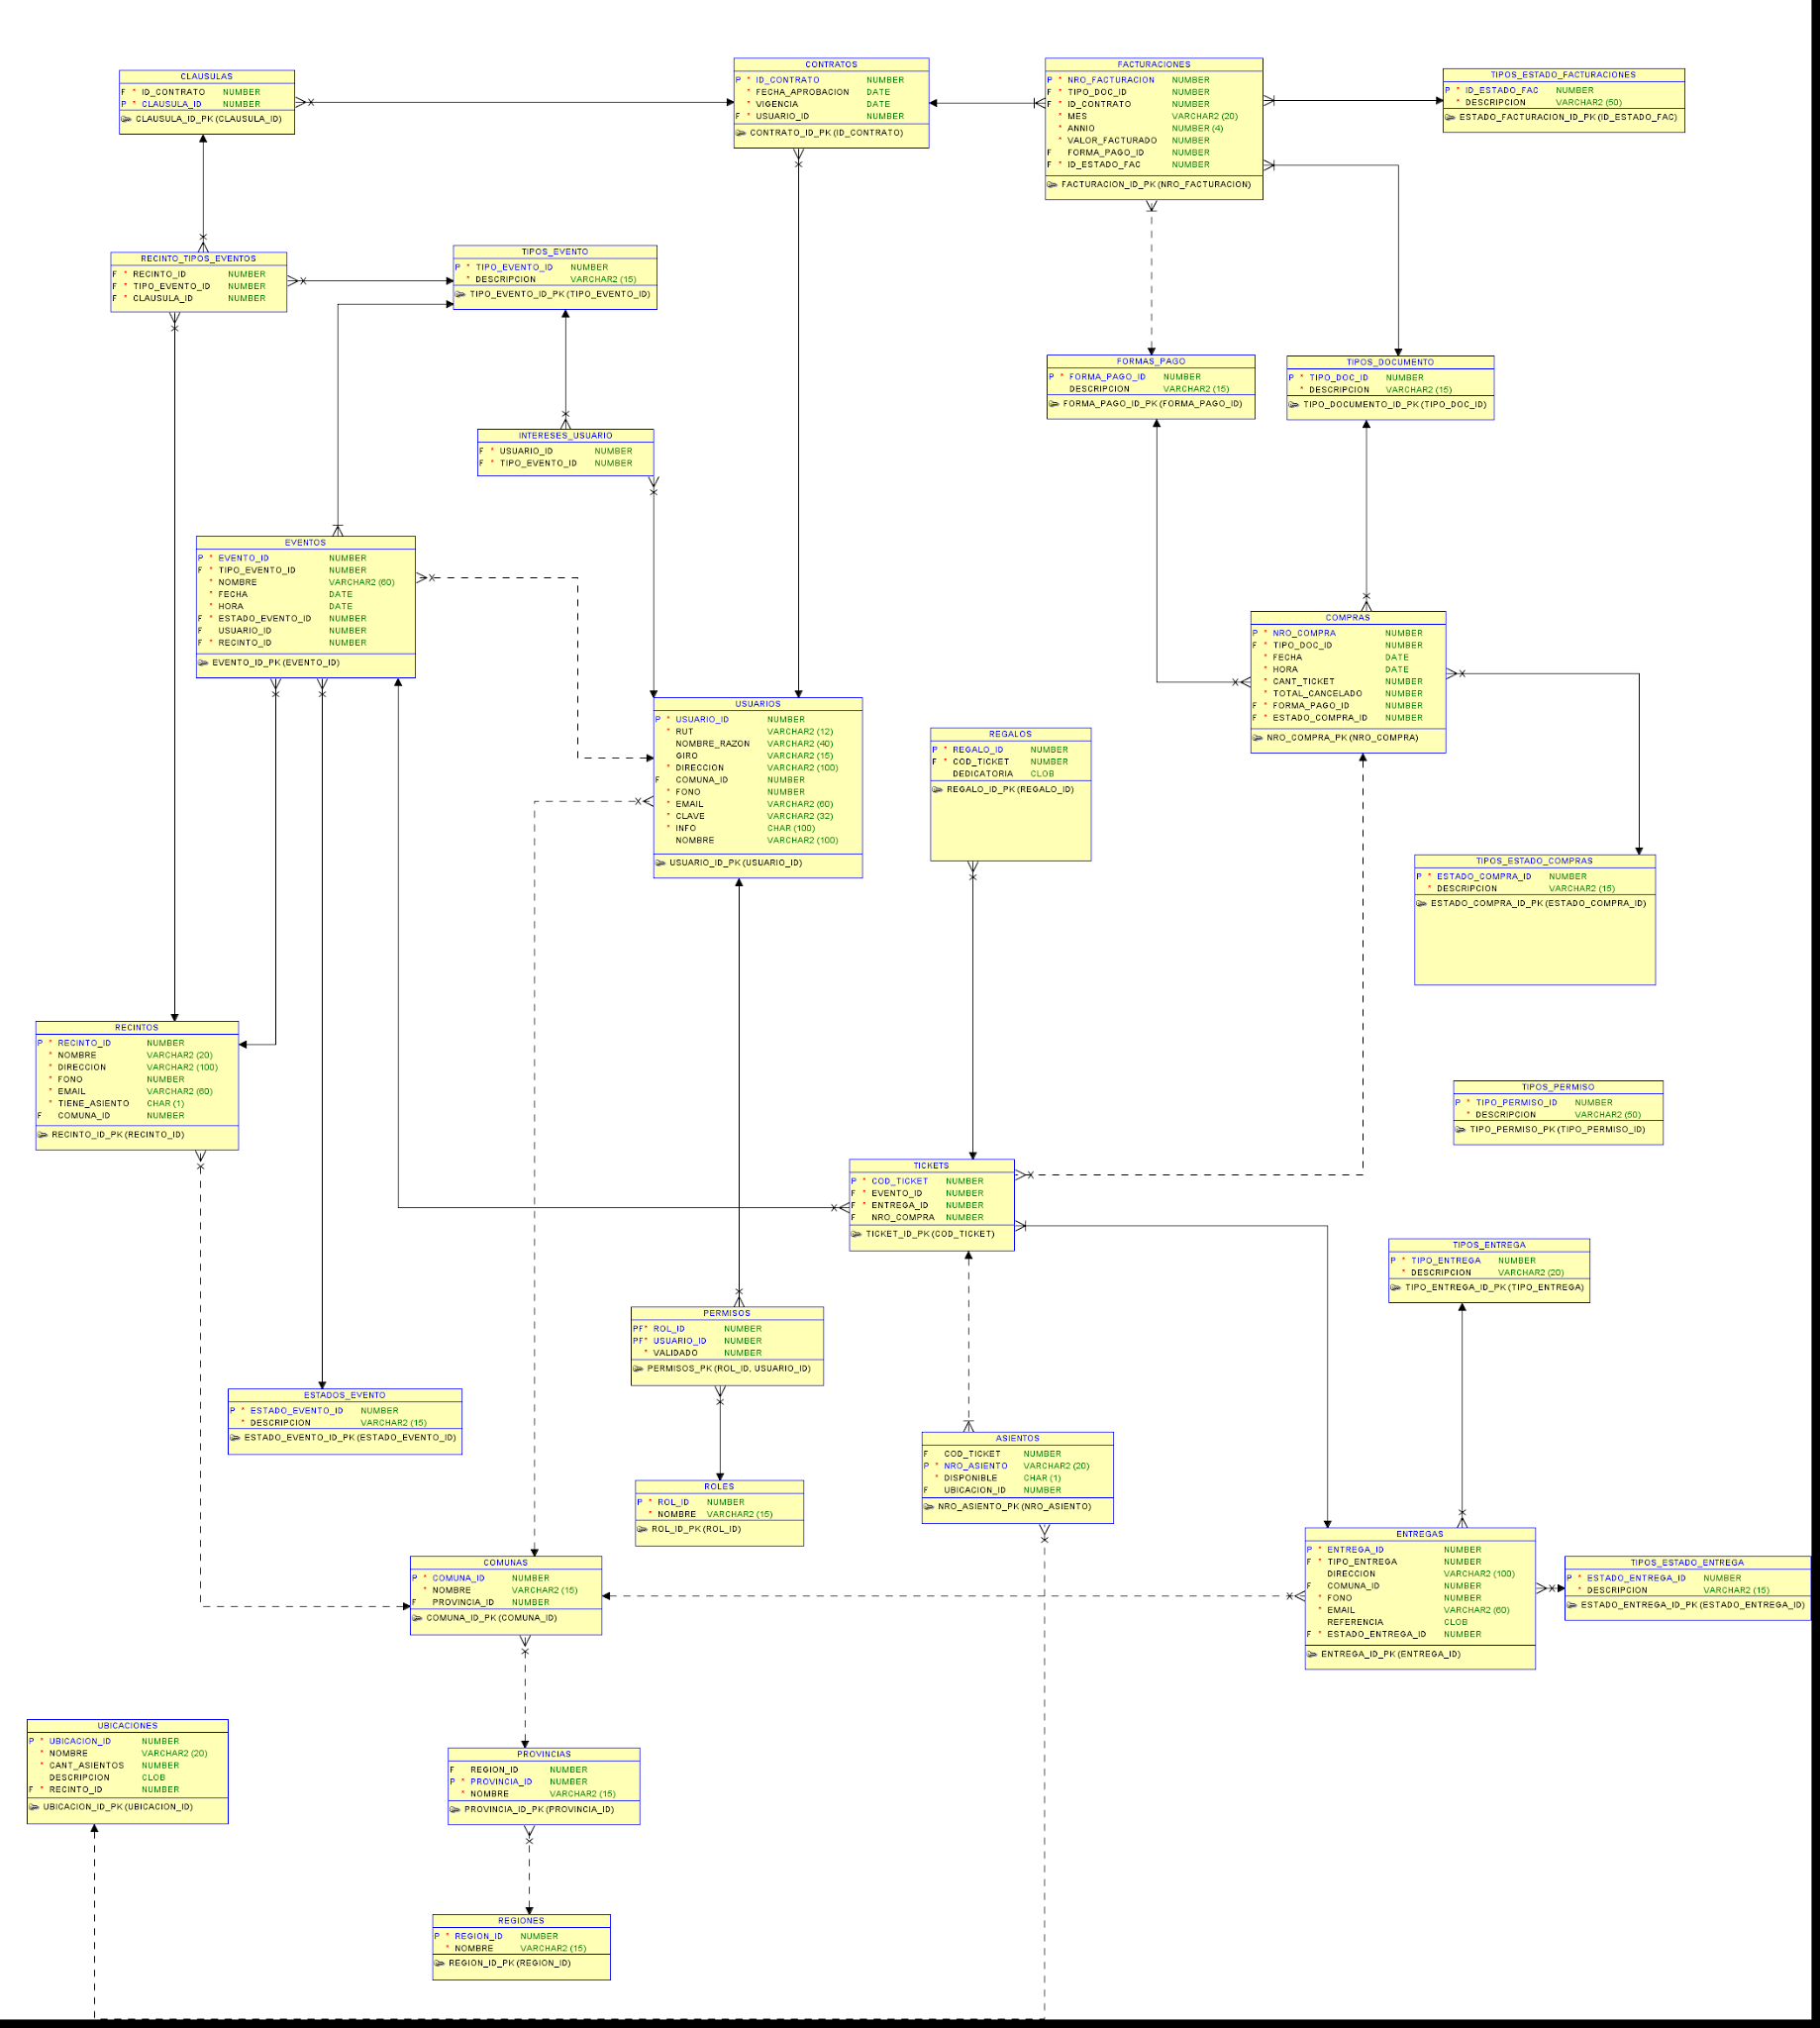 CLAUSULAS
F * ID_CONTRATO NUMBER
P * CLAUSULA_ID NUMBER
CLAUSULA_ID_PK (CLAUSULA_ID)
CONTRATOS
P * ID_CONTRATO NUMBER
* FECHA_APROBACION DATE
* VIGENCIA DATE
F * USUARIO_ID NUMBER
CONTRATO_ID_PK (ID_CONTRATO)
FACTURACIONES
P * NRO_FACTURACION NUMBER
F * TIPO_DOC_ID NUMBER
F * ID_CONTRATO NUMBER
* MES VARCHAR2 (20)
* ANNIO NUMBER (4)
* VALOR_FACTURADO NUMBER
F FORMA_PAGO_ID NUMBER
F * ID_ESTADO_FAC NUMBER
FACTURACION_ID_PK (NRO_FACTURACION)
TIPOS_ESTADO_FACTURACIONES
P * ID_ESTADO_FAC NUMBER
* DESCRIPCION VARCHAR2 (50)
ESTADO_FACTURACION_ID_PK (ID_ESTADO_FAC)
RECINTO_TIPOS_EVENTOS
F * RECINTO_ID NUMBER
F * TIPO_EVENTO_ID NUMBER
F * CLAUSULA_ID NUMBER
TIPOS_EVENTO
P * TIPO_EVENTO_ID NUMBER
* DESCRIPCION VARCHAR2 (15)
TIPO_EVENTO_ID_PK (TIPO_EVENTO_ID)
FORMAS_PAGO
P * FORMA_PAGO_ID NUMBER
DESCRIPCION VARCHAR2 (15)
FORMA_PAGO_ID_PK (FORMA_PAGO_ID)
TIPOS_DOCUMENTO
P * TIPO_DOC_ID NUMBER
* DESCRIPCION VARCHAR2 (15)
TIPO_DOCUMENTO_ID_PK (TIPO_DOC_ID)
INTERESES_USUARIO
F * USUARIO_ID NUMBER
F * TIPO_EVENTO_ID NUMBER
EVENTOS
P * EVENTO_ID NUMBER
F * TIPO_EVENTO_ID NUMBER
* NOMBRE VARCHAR2 (60)
* FECHA DATE
* HORA DATE
F * ESTADO_EVENTO_ID NUMBER
F USUARIO_ID NUMBER
F * RECINTO_ID NUMBER
EVENTO_ID_PK (EVENTO_ID)
COMPRAS
P * NRO_COMPRA NUMBER
F * TIPO_DOC_ID NUMBER
* FECHA DATE
* HORA DATE
* CANT_TICKET NUMBER
* TOTAL_CANCELADO NUMBER
F * FORMA_PAGO_ID NUMBER
F * ESTADO_COMPRA_ID NUMBER
NRO_COMPRA_PK (NRO_COMPRA)
USUARIOS
P * USUARIO_ID NUMBER
* RUT VARCHAR2 (12)
NOMBRE_RAZON VARCHAR2 (40)
GIRO VARCHAR2 (15)
* DIRECCION VARCHAR2 (100)
F COMUNA_ID NUMBER
* FONO NUMBER
* EMAIL VARCHAR2 (60)
* CLAVE VARCHAR2 (32)
* INFO CHAR (100)
NOMBRE VARCHAR2 (100)
USUARIO_ID_PK (USUARIO_ID)
REGALOS
P * REGALO_ID NUMBER
F * COD_TICKET NUMBER
DEDICATORIA CLOB
REGALO_ID_PK (REGALO_ID)
TIPOS_ESTADO_COMPRAS
P * ESTADO_COMPRA_ID NUMBER
* DESCRIPCION VARCHAR2 (15)
ESTADO_COMPRA_ID_PK (ESTADO_COMPRA_ID)
RECINTOS
P * RECINTO_ID NUMBER
* NOMBRE VARCHAR2 (20)
* DIRECCION VARCHAR2 (100)
* FONO NUMBER
* EMAIL VARCHAR2 (60)
* TIENE_ASIENTO CHAR (1)
F COMUNA_ID NUMBER
RECINTO_ID_PK (RECINTO_ID)
TIPOS_PERMISO
P * TIPO_PERMISO_ID NUMBER
* DESCRIPCION VARCHAR2 (50)
TIPO_PERMISO_PK (TIPO_PERMISO_ID)
TICKETS
P * COD_TICKET NUMBER
F * EVENTO_ID NUMBER
F * ENTREGA_ID NUMBER
F NRO_COMPRA NUMBER
TICKET_ID_PK (COD_TICKET)
TIPOS_ENTREGA
P * TIPO_ENTREGA NUMBER
* DESCRIPCION VARCHAR2 (20)
TIPO_ENTREGA_ID_PK (TIPO_ENTREGA)
PERMISOS
PF* ROL_ID NUMBER
PF* USUARIO_ID NUMBER
* VALIDADO NUMBER
PERMISOS_PK (ROL_ID, USUARIO_ID)
ESTADOS_EVENTO
P * ESTADO_EVENTO_ID NUMBER
* DESCRIPCION VARCHAR2 (15)
ESTADO_EVENTO_ID_PK (ESTADO_EVENTO_ID)
ASIENTOS
F COD_TICKET NUMBER
P * NRO_ASIENTO VARCHAR2 (20)
* DISPONIBLE CHAR (1)
F UBICACION_ID NUMBER
NRO_ASIENTO_PK (NRO_ASIENTO)
ROLES
P * ROL_ID NUMBER
* NOMBRE VARCHAR2 (15)
ROL_ID_PK (ROL_ID)
ENTREGAS
P * ENTREGA_ID NUMBER
F * TIPO_ENTREGA NUMBER
DIRECCION VARCHAR2 (100)
F COMUNA_ID NUMBER
* FONO NUMBER
* EMAIL VARCHAR2 (60)
REFERENCIA CLOB
F * ESTADO_ENTREGA_ID NUMBER
ENTREGA_ID_PK (ENTREGA_ID)
TIPOS_ESTADO_ENTREGA
P * ESTADO_ENTREGA_ID NUMBER
* DESCRIPCION VARCHAR2 (15)
ESTADO_ENTREGA_ID_PK (ESTADO_ENTREGA_ID)
COMUNAS
P * COMUNA_ID NUMBER
* NOMBRE VARCHAR2 (15)
F PROVINCIA_ID NUMBER
COMUNA_ID_PK (COMUNA_ID)
UBICACIONES
P * UBICACION_ID NUMBER
* NOMBRE VARCHAR2 (20)
* CANT_ASIENTOS NUMBER
DESCRIPCION CLOB
F * RECINTO_ID NUMBER
UBICACION_ID_PK (UBICACION_ID)
PROVINCIAS
F REGION_ID NUMBER
P * PROVINCIA_ID NUMBER
* NOMBRE VARCHAR2 (15)
PROVINCIA_ID_PK (PROVINCIA_ID)
REGIONES
P * REGION_ID NUMBER
* NOMBRE VARCHAR2 (15)
REGION_ID_PK (REGION_ID)